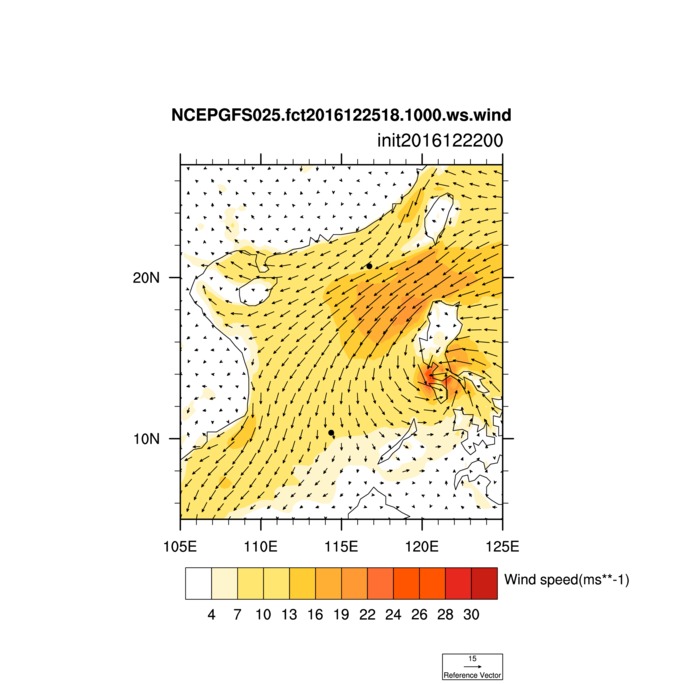 NCEPGFS025.fct2016122518.1000.ws.wind
init2016122200
20N
10N
105E 110E 115E 120E 125E
Wind speed(ms**-1)
4 7 10 13 16 19 22 24 26 28 30
15
Reference Vector